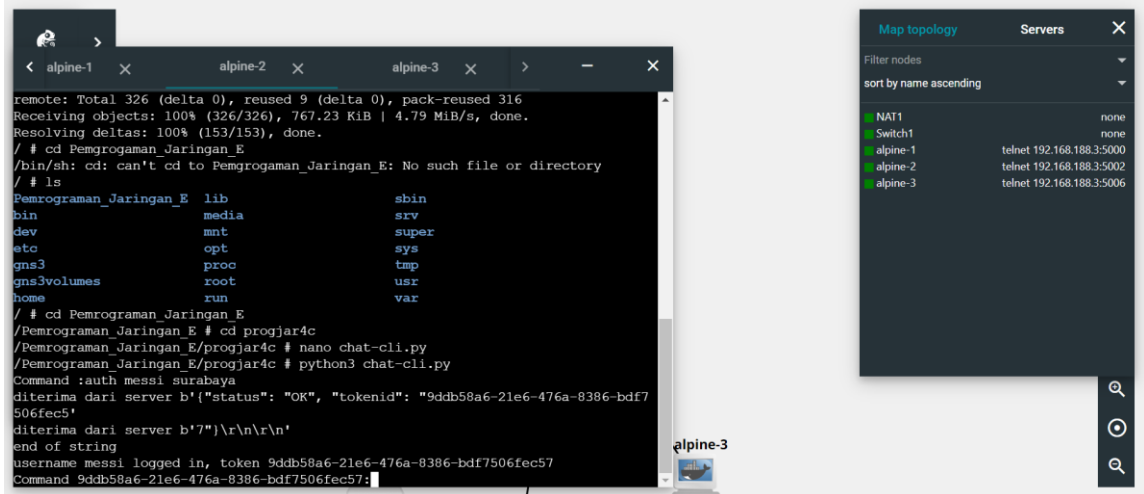 alpine-1
alpine-2
alpine-3
remote: Total 326 (delta 0), reused 9 (delta 0), pack-reused 316
Receiving objects: 100% (326/326), 767.23 KiB | 4.79 MiB/s, done.
Resolving deltas: 100% (153/153), done.
/ # cd Pemgrogaman_Jaringan_E
/bin/sh: cd: can't cd to Pemgrogaman_Jaringan_E: No such file or directory
/ # ls
Pemrograman_Jaringan_E lib sbin
bin media srv
dev mnt super
etc opt sys
gns3 proc tmp
gns3volumes root usr
home run var
/ # cd Pemrograman_Jaringan_E
/Pemrograman_Jaringan_E # cd progjar4c
/Pemrograman_Jaringan_E/progjar4c # nano chat-cli.py
/Pemrograman_Jaringan_E/progjar4c # python3 chat-cli.py
Command :auth messi surabaya
diterima dari server b'{"status": "OK", "tokenid": "9ddb58a6-21e6-476a-8386-bdf7
506fec5'
diterima dari server b'7"}\r\n\r\n'
end of string
username messi logged in, token 9ddb58a6-21e6-476a-8386-bdf7506fec57
Command 9ddb58a6-21e6-476a-8386-bdf7506fec57:
alpine-3
Map topology Servers
Filter nodes
sort by name ascending
NAT1 none
Switch1 none
alpine-1 telnet 192.168.188.3:5000
alpine-2 telnet 192.168.188.3:5002
alpine-3 telnet 192.168.188.3:5006